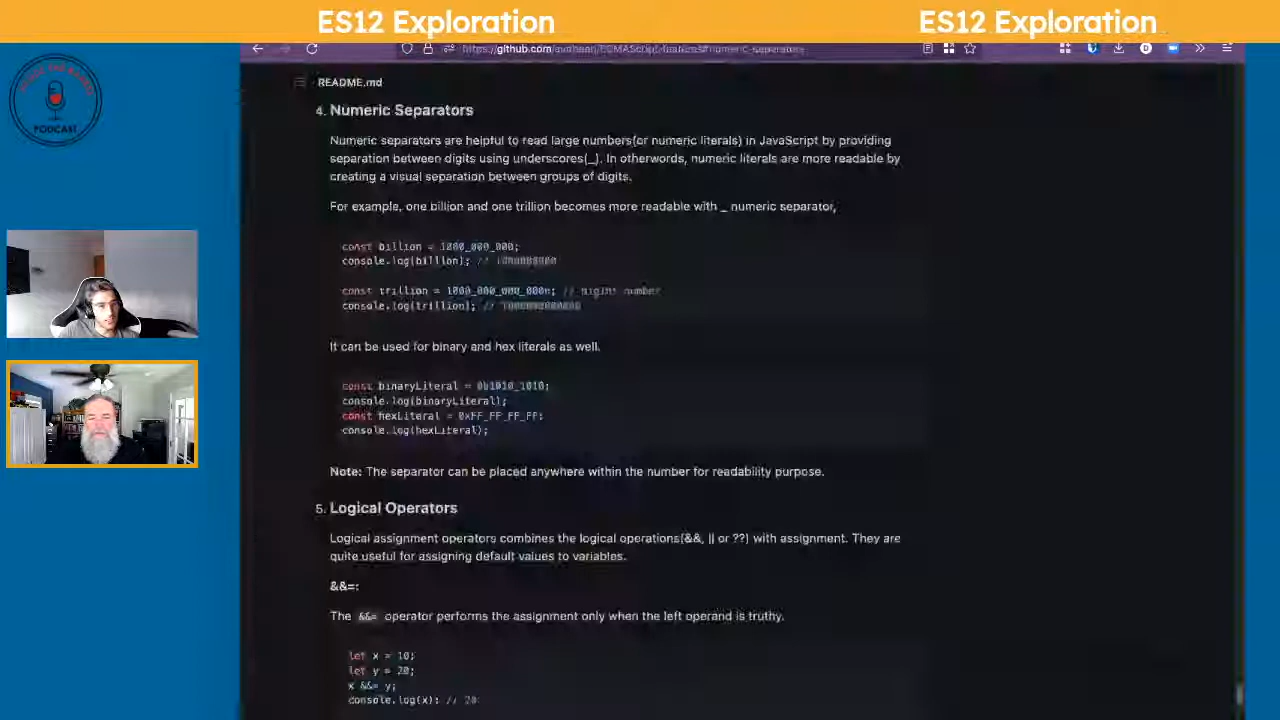 ES12 Exploration
ES12 Exploration
PODCAST
README.md
4. Numeric Separators
Numeric separators are helpful to read large numbers(or numeric literals) in JavaScript by providing
separation between digits using underscores(_). In otherwords, numeric literals are more readable by
creating a visual separation between groups of digits.
For example, one billion and one trillion becomes more readable with _ numeric separator,
const billion = 1000_000_000;
console.log(billion); // 1000000000
const trillion = 1000_000_000_000n; // BigInt number
console.log(trillion); // 1000000000000
It can be used for binary and hex literals as well.
const binaryLiteral = 0b1010_1010;
console.log(binaryLiteral);
const hexLiteral = 0xFF_FF_FF_FF;
console.log(hexLiteral);
Note: The separator can be placed anywhere within the number for readability purpose.
5. Logical Operators
Logical assignment operators combines the logical operations(&&, || or ??) with assignment. They are
quite useful for assigning default values to variables.
&&=:
The &&= operator performs the assignment only when the left operand is truthy.
let x = 10;
let y = 20;
x &&= y;
console.log(x); // 20